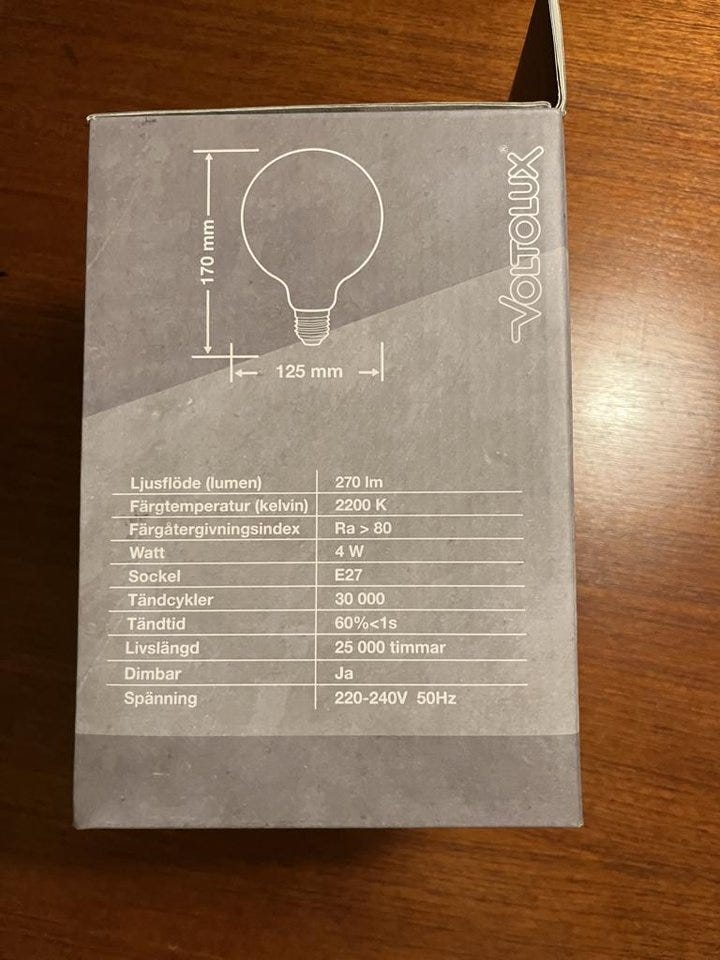 VOLTOLUX®
170 mm
125 mm
Ljusflöde (lumen) 270 lm
Färgtemperatur (kelvin) 2200 K
Färgåtergivningsindex Ra > 80
Watt 4 W
Sockel E27
Tändcykler 30 000
Tändtid 60%<1s
Livslängd 25 000 timmar
Dimbar Ja
Spänning 220-240V 50Hz